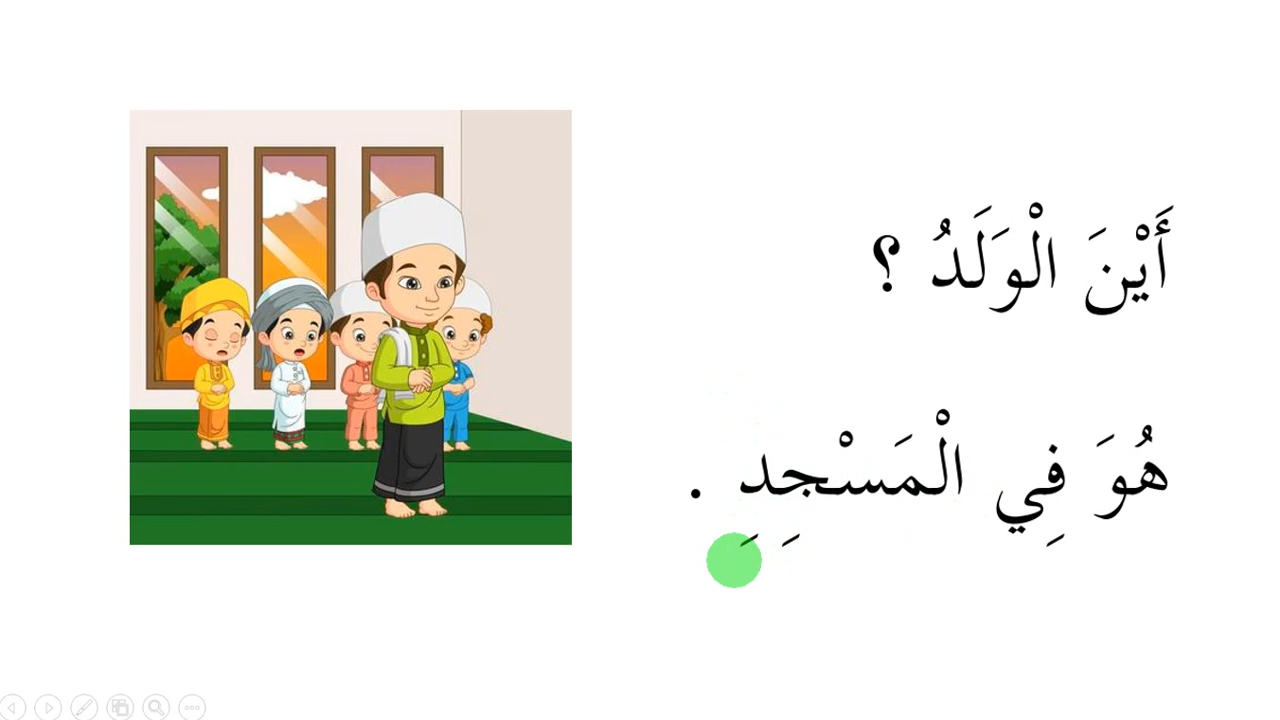 أَيْنَ الْوَلَدُ ؟
هُوَ فِي الْمَسْجِدِ .